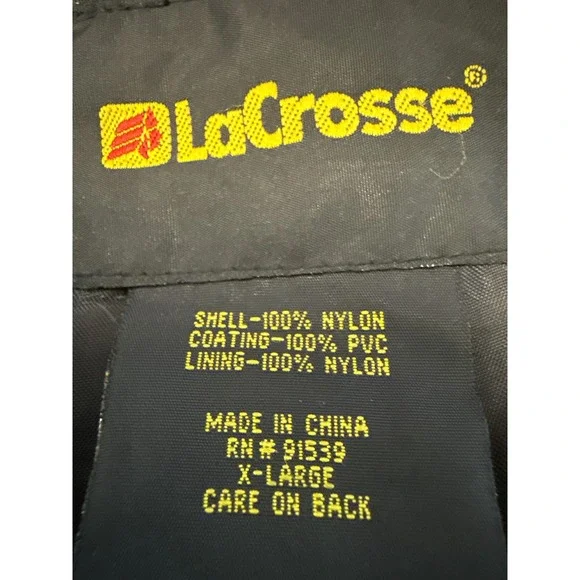 LaCrosse®
SHELL-100% NYLON
COATING-100% PVC
LINING-100% NYLON
MADE IN CHINA
RN# 91539
X-LARGE
CARE ON BACK